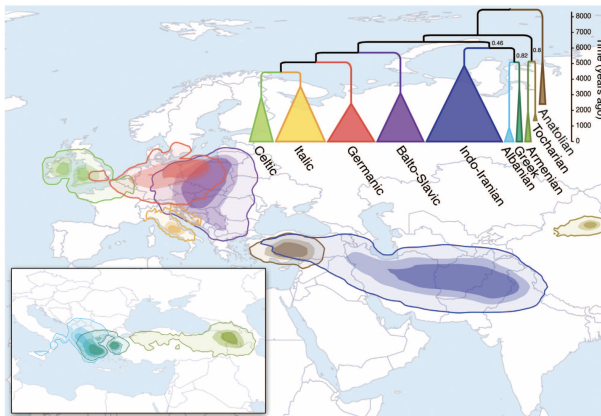 8000
7000
6000
5000
4000
3000
2000
1000
0
Time (years ago)
0.46
0.82
0.8
Celtic
Italic
Germanic
Balto-Slavic
Indo-Iranian
Albanian
Greek
Armenian
Tocharian
Anatolian